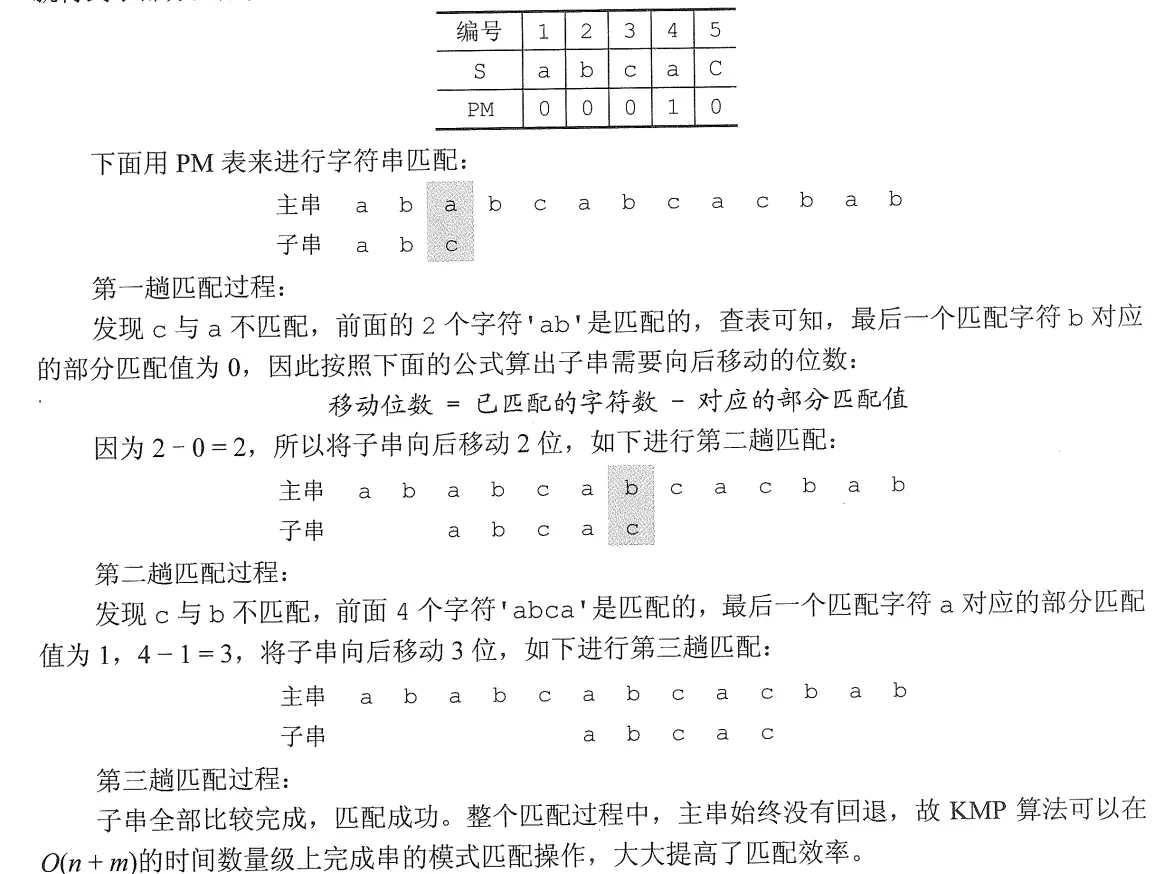 编号 1 2 3 4 5
S a b c a C
PM 0 0 0 1 0
下面用 PM 表来进行字符串匹配：
主串 a b a b c a b c a c b a b
子串 a b c
第一趟匹配过程：
发现 c 与 a 不匹配，前面的 2 个字符'ab'是匹配的，查表可知，最后一个匹配字符 b 对应
的部分匹配值为 0，因此按照下面的公式算出子串需要向后移动的位数：
移动位数 = 已匹配的字符数 - 对应的部分匹配值
因为 2 − 0 = 2，所以将子串向后移动 2 位，如下进行第二趟匹配：
主串 a b a b c a b c a c b a b
子串 a b c a c
第二趟匹配过程：
发现 c 与 b 不匹配，前面 4 个字符'abca'是匹配的，最后一个匹配字符 a 对应的部分匹配
值为 1，4 − 1 = 3，将子串向后移动 3 位，如下进行第三趟匹配：
主串 a b a b c a b c a c b a b
子串 a b c a c
第三趟匹配过程：
子串全部比较完成，匹配成功。整个匹配过程中，主串始终没有回退，故 KMP 算法可以在
O(n + m)的时间数量级上完成串的模式匹配操作，大大提高了匹配效率。